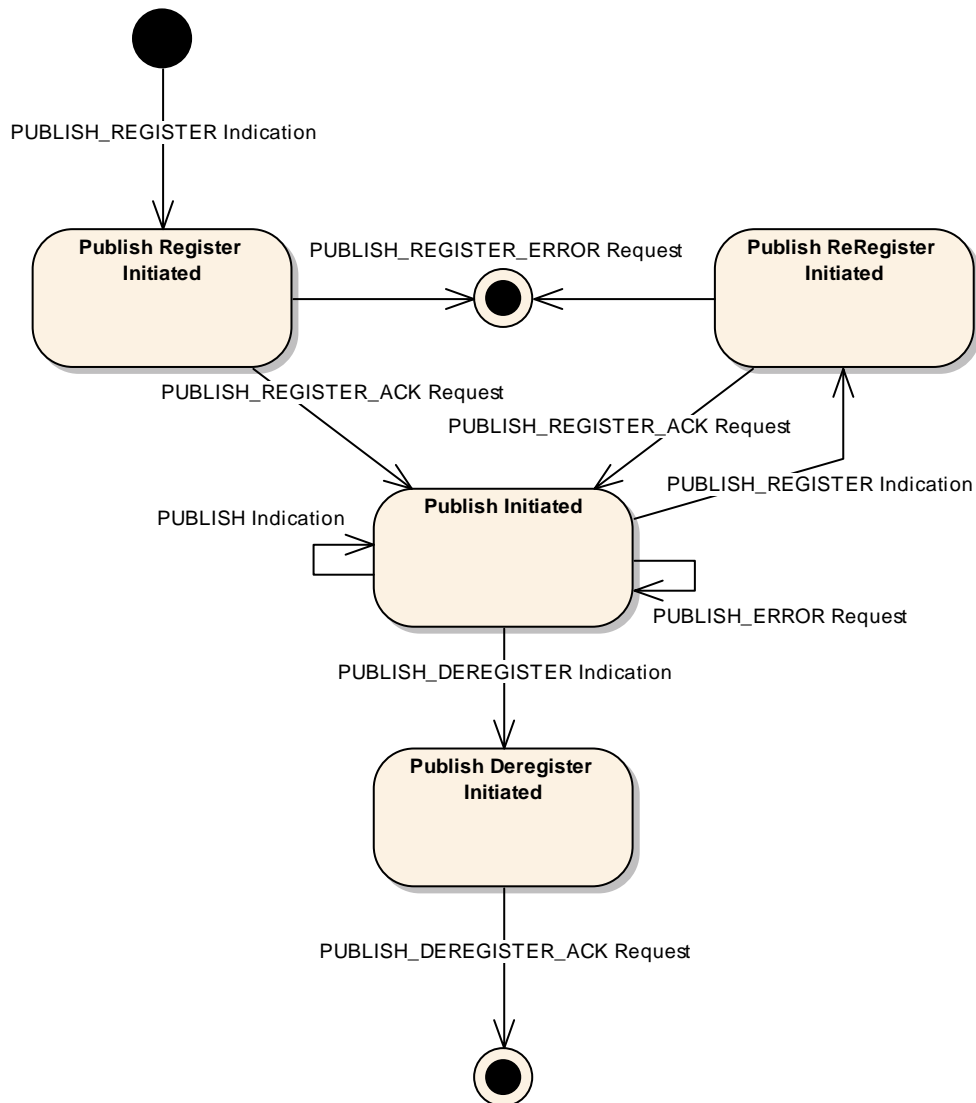 PUBLISH_REGISTER Indication
Publish Register
Initiated
PUBLISH_REGISTER_ERROR Request
Publish ReRegister
Initiated
PUBLISH_REGISTER_ACK Request
PUBLISH_REGISTER_ACK Request
PUBLISH_REGISTER Indication
Publish Initiated
PUBLISH Indication
PUBLISH_ERROR Request
PUBLISH_DEREGISTER Indication
Publish Deregister
Initiated
PUBLISH_DEREGISTER_ACK Request